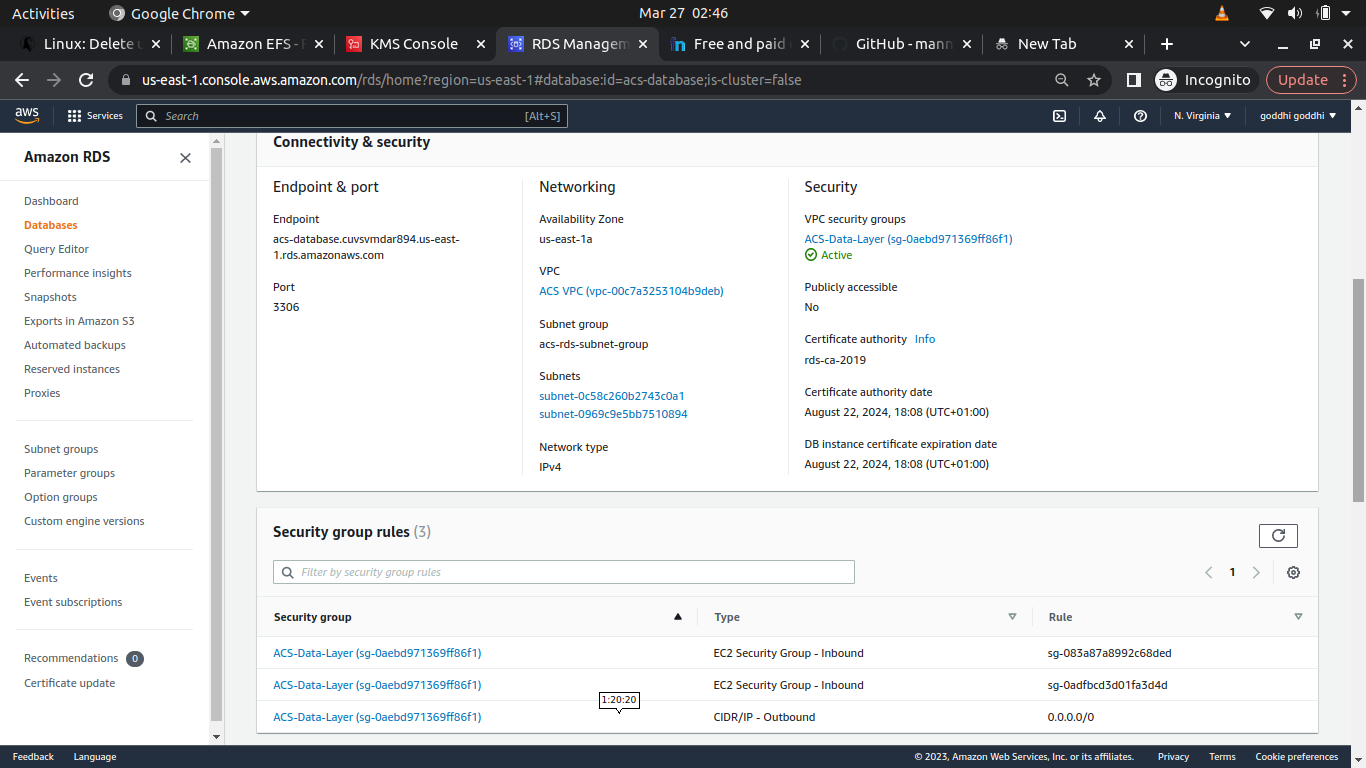 Activities
Google Chrome
Mar 27 02:46
Linux: Delete
Amazon EFS -
KMS Console
RDS Managem
Free and paid
GitHub - mann
New Tab
us-east-1.console.aws.amazon.com/rds/home?region=us-east-1#database:id=acs-database;is-cluster=false
Incognito
Update
aws
Services
Search
[Alt+S]
N. Virginia
goddhi goddhi
Amazon RDS
Dashboard
Databases
Query Editor
Performance insights
Snapshots
Exports in Amazon S3
Automated backups
Reserved instances
Proxies
Subnet groups
Parameter groups
Option groups
Custom engine versions
Events
Event subscriptions
Recommendations 0
Certificate update
Connectivity & security
Endpoint & port
Endpoint
acs-database.cuvsvmdar894.us-east-
1.rds.amazonaws.com
Port
3306
Networking
Availability Zone
us-east-1a
VPC
ACS VPC (vpc-00c7a3253104b9deb)
Subnet group
acs-rds-subnet-group
Subnets
subnet-0c58c260b2743c0a1
subnet-0969c9e5bb7510894
Network type
IPv4
Security
VPC security groups
ACS-Data-Layer (sg-0aebd971369ff86f1)
Active
Publicly accessible
No
Certificate authority Info
rds-ca-2019
Certificate authority date
August 22, 2024, 18:08 (UTC+01:00)
DB instance certificate expiration date
August 22, 2024, 18:08 (UTC+01:00)
Security group rules (3)
Filter by security group rules
1
Security group
Type
Rule
ACS-Data-Layer (sg-0aebd971369ff86f1)
EC2 Security Group - Inbound
sg-083a87a8992c68ded
ACS-Data-Layer (sg-0aebd971369ff86f1)
EC2 Security Group - Inbound
sg-0adfbcd3d01fa3d4d
1:20:20
ACS-Data-Layer (sg-0aebd971369ff86f1)
CIDR/IP - Outbound
0.0.0.0/0
Feedback
Language
© 2023, Amazon Web Services, Inc. or its affiliates.
Privacy
Terms
Cookie preferences